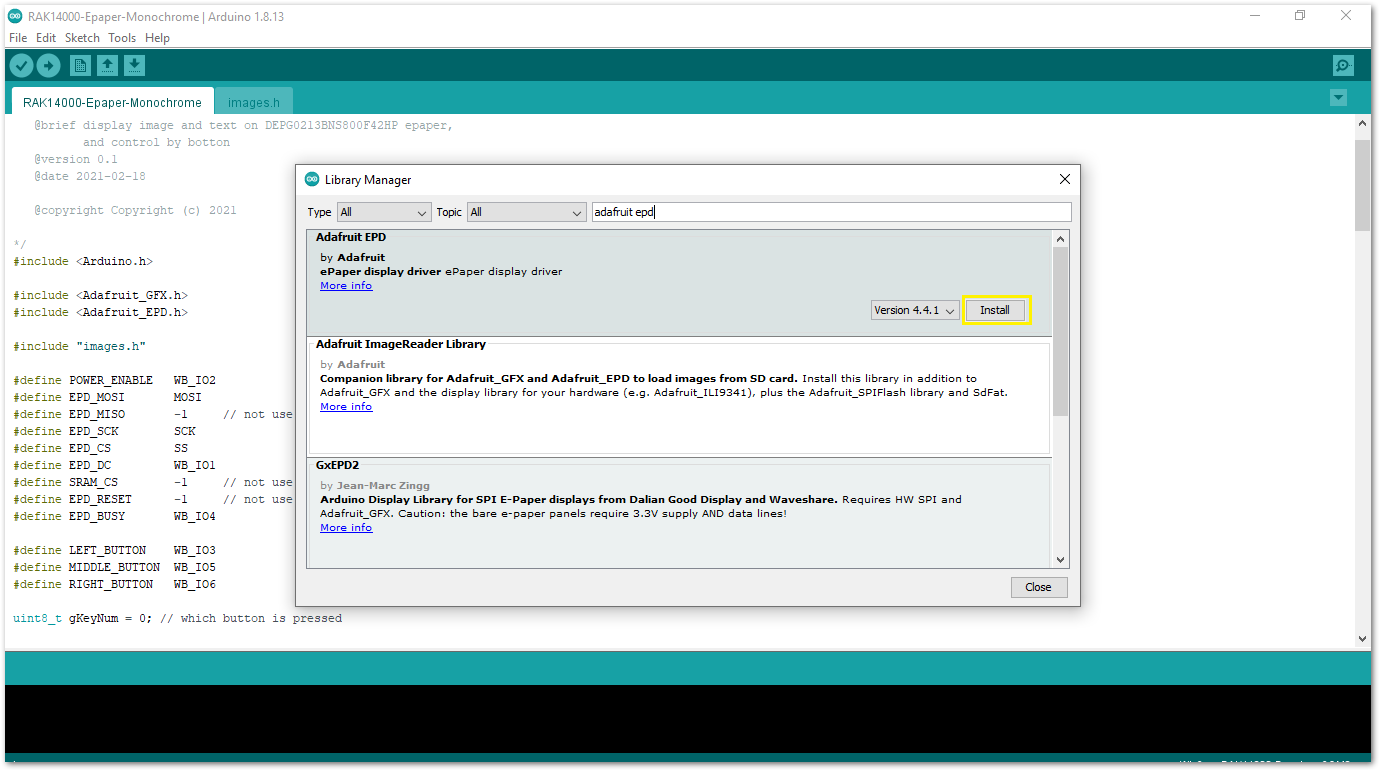 RAK14000-Epaper-Monochrome | Arduino 1.8.13
File Edit Sketch Tools Help
RAK14000-Epaper-Monochrome images.h
@brief display image and text on DEPG0213BNS800F42HP epaper,
and control by botton
@version 0.1
@date 2021-02-18
@copyright Copyright (c) 2021
*/
#include <Arduino.h>
#include <Adafruit_GFX.h>
#include <Adafruit_EPD.h>
#include "images.h"
#define POWER_ENABLE WB_IO2
#define EPD_MOSI MOSI
#define EPD_MISO -1 // not use
#define EPD_SCK SCK
#define EPD_CS SS
#define EPD_DC WB_IO1
#define SRAM_CS -1 // not use
#define EPD_RESET -1 // not use
#define EPD_BUSY WB_IO4
#define LEFT_BUTTON WB_IO3
#define MIDDLE_BUTTON WB_IO5
#define RIGHT_BUTTON WB_IO6
uint8_t gKeyNum = 0; // which button is pressed
Library Manager
Type All Topic All adafruit epd
Adafruit EPD
by Adafruit
ePaper display driver ePaper display driver
More info
Version 4.4.1 Install
Adafruit ImageReader Library
by Adafruit
Companion library for Adafruit_GFX and Adafruit_EPD to load images from SD card. Install this library in addition to
Adafruit_GFX and the display library for your hardware (e.g. Adafruit_ILI9341), plus the Adafruit_SPIFlash library and SdFat.
More info
GxEPD2
by Jean-Marc Zingg
Arduino Display Library for SPI E-Paper displays from Dalian Good Display and Waveshare. Requires HW SPI and
Adafruit_GFX. Caution: the bare e-paper panels require 3.3V supply AND data lines!
More info
Close